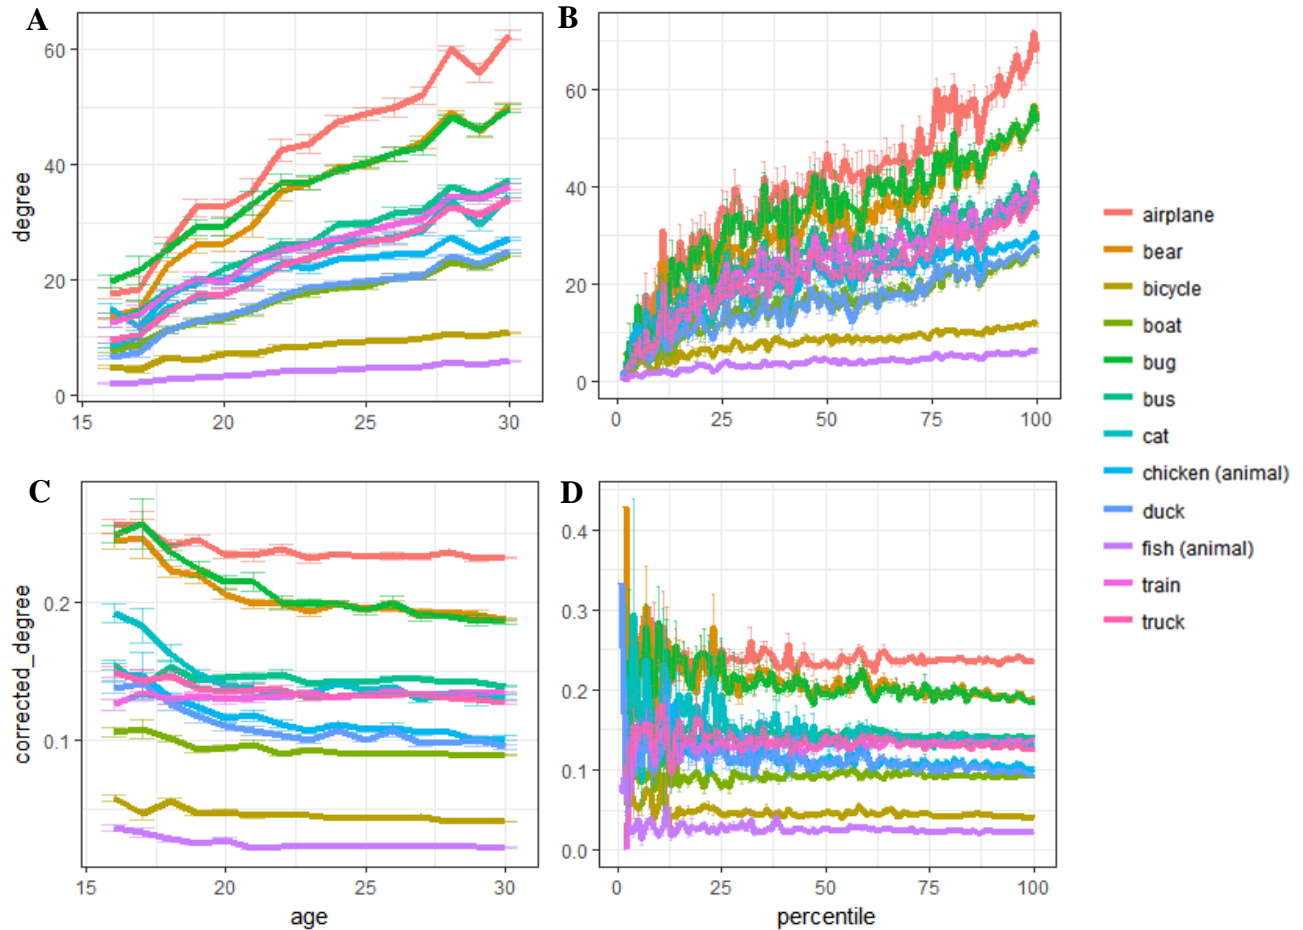 A
B
degree
60
40
20
0
15
20
25
30
60
40
20
0
0
25
50
75
100
airplane
bear
bicycle
boat
bug
bus
cat
chicken (animal)
duck
fish (animal)
train
truck
C
D
corrected_degree
0.2
0.1
15
20
25
30
age
0.4
0.3
0.2
0.1
0.0
0
25
50
75
100
percentile